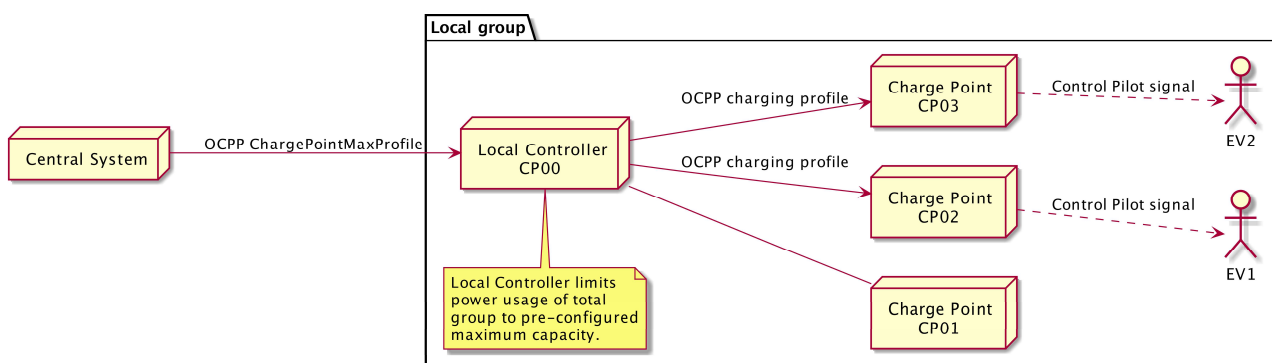 Local group
Central System
OCPP ChargePointMaxProfile
Local Controller
CP00
Local Controller limits
power usage of total
group to pre-configured
maximum capacity.
OCPP charging profile
OCPP charging profile
Charge Point
CP03
Charge Point
CP02
Charge Point
CP01
Control Pilot signal
EV2
Control Pilot signal
EV1